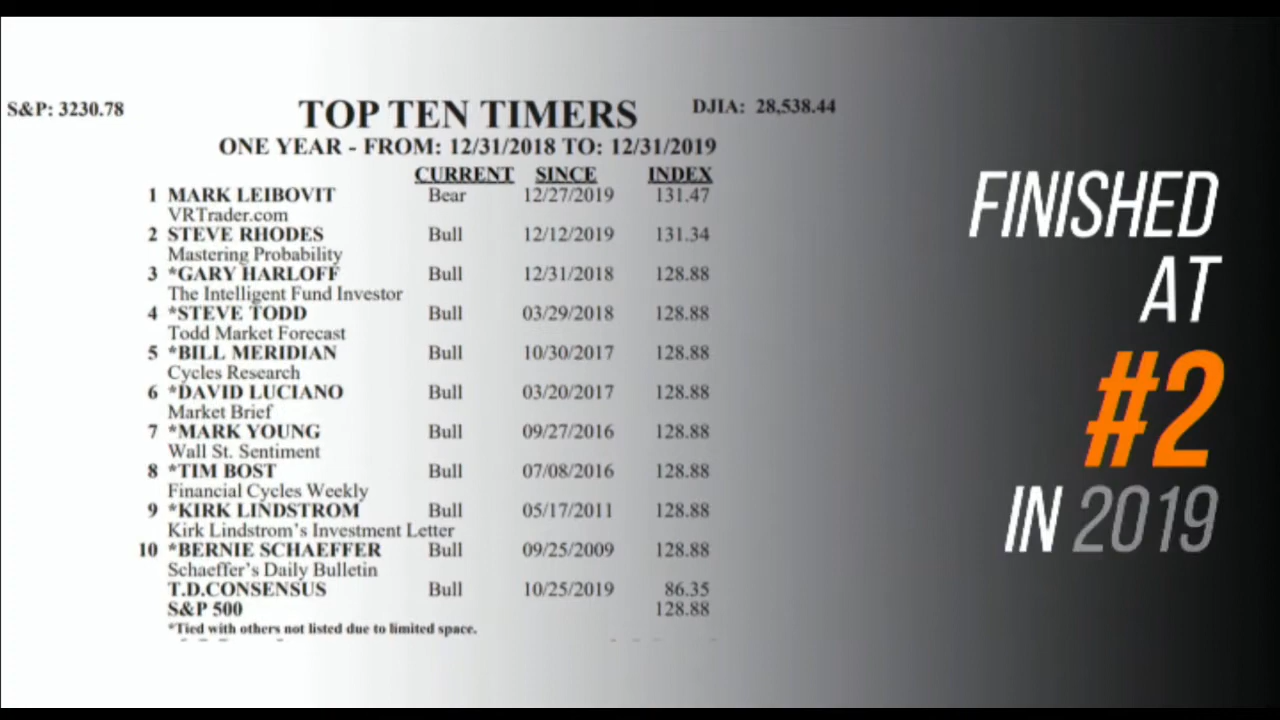 S&P: 3230.78
TOP TEN TIMERS
DJIA: 28,538.44
ONE YEAR - FROM: 12/31/2018 TO: 12/31/2019
CURRENT SINCE INDEX
1 MARK LEIBOVIT Bear 12/27/2019 131.47
VRTrader.com
2 STEVE RHODES Bull 12/12/2019 131.34
Mastering Probability
3 *GARY HARLOFF Bull 12/31/2018 128.88
The Intelligent Fund Investor
4 *STEVE TODD Bull 03/29/2018 128.88
Todd Market Forecast
5 *BILL MERIDIAN Bull 10/30/2017 128.88
Cycles Research
6 *DAVID LUCIANO Bull 03/20/2017 128.88
Market Brief
7 *MARK YOUNG Bull 09/27/2016 128.88
Wall St. Sentiment
8 *TIM BOST Bull 07/08/2016 128.88
Financial Cycles Weekly
9 *KIRK LINDSTROM Bull 05/17/2011 128.88
Kirk Lindstrom's Investment Letter
10 *BERNIE SCHAEFFER Bull 09/25/2009 128.88
Schaeffer's Daily Bulletin
T.D.CONSENSUS Bull 10/25/2019 86.35
S&P 500 128.88
*Tied with others not listed due to limited space.
FINISHED
AT
#2
IN 2019